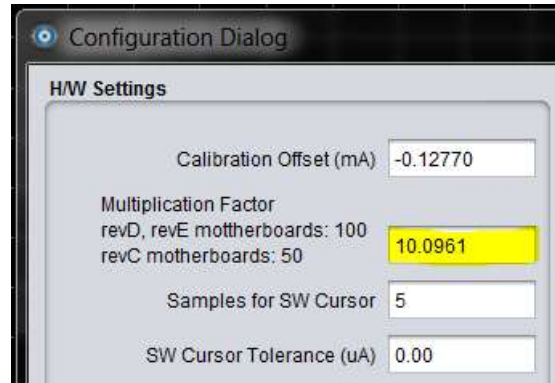 Configuration Dialog
H/W Settings
Calibration Offset (mA) -0.12770
Multiplication Factor
revD, revE mottherboards: 100
revC motherboards: 50
10.0961
Samples for SW Cursor 5
SW Cursor Tolerance (uA) 0.00